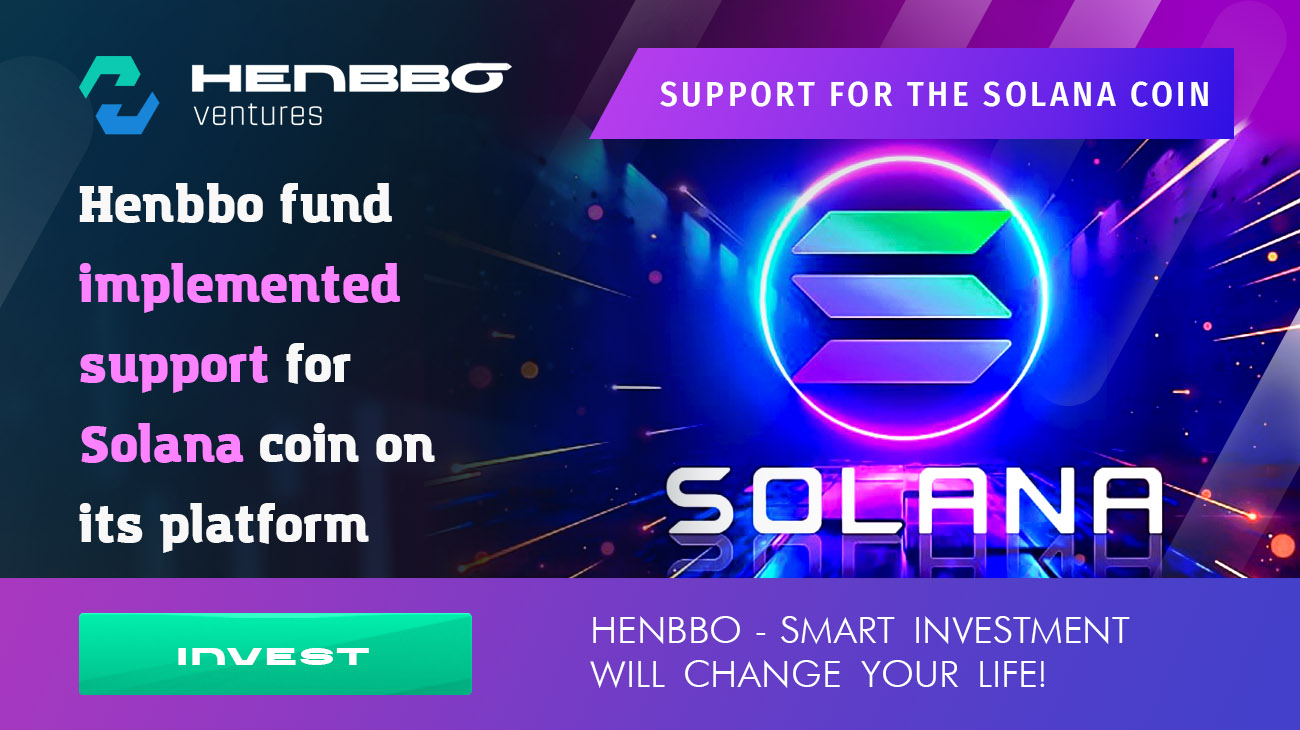 HENBBO
ventures
SUPPORT FOR THE SOLANA COIN
Henbbo fund
implemented
support for
Solana coin on
its platform
SOLANA
INVEST
HENBBO - SMART INVESTMENT
WILL CHANGE YOUR LIFE!